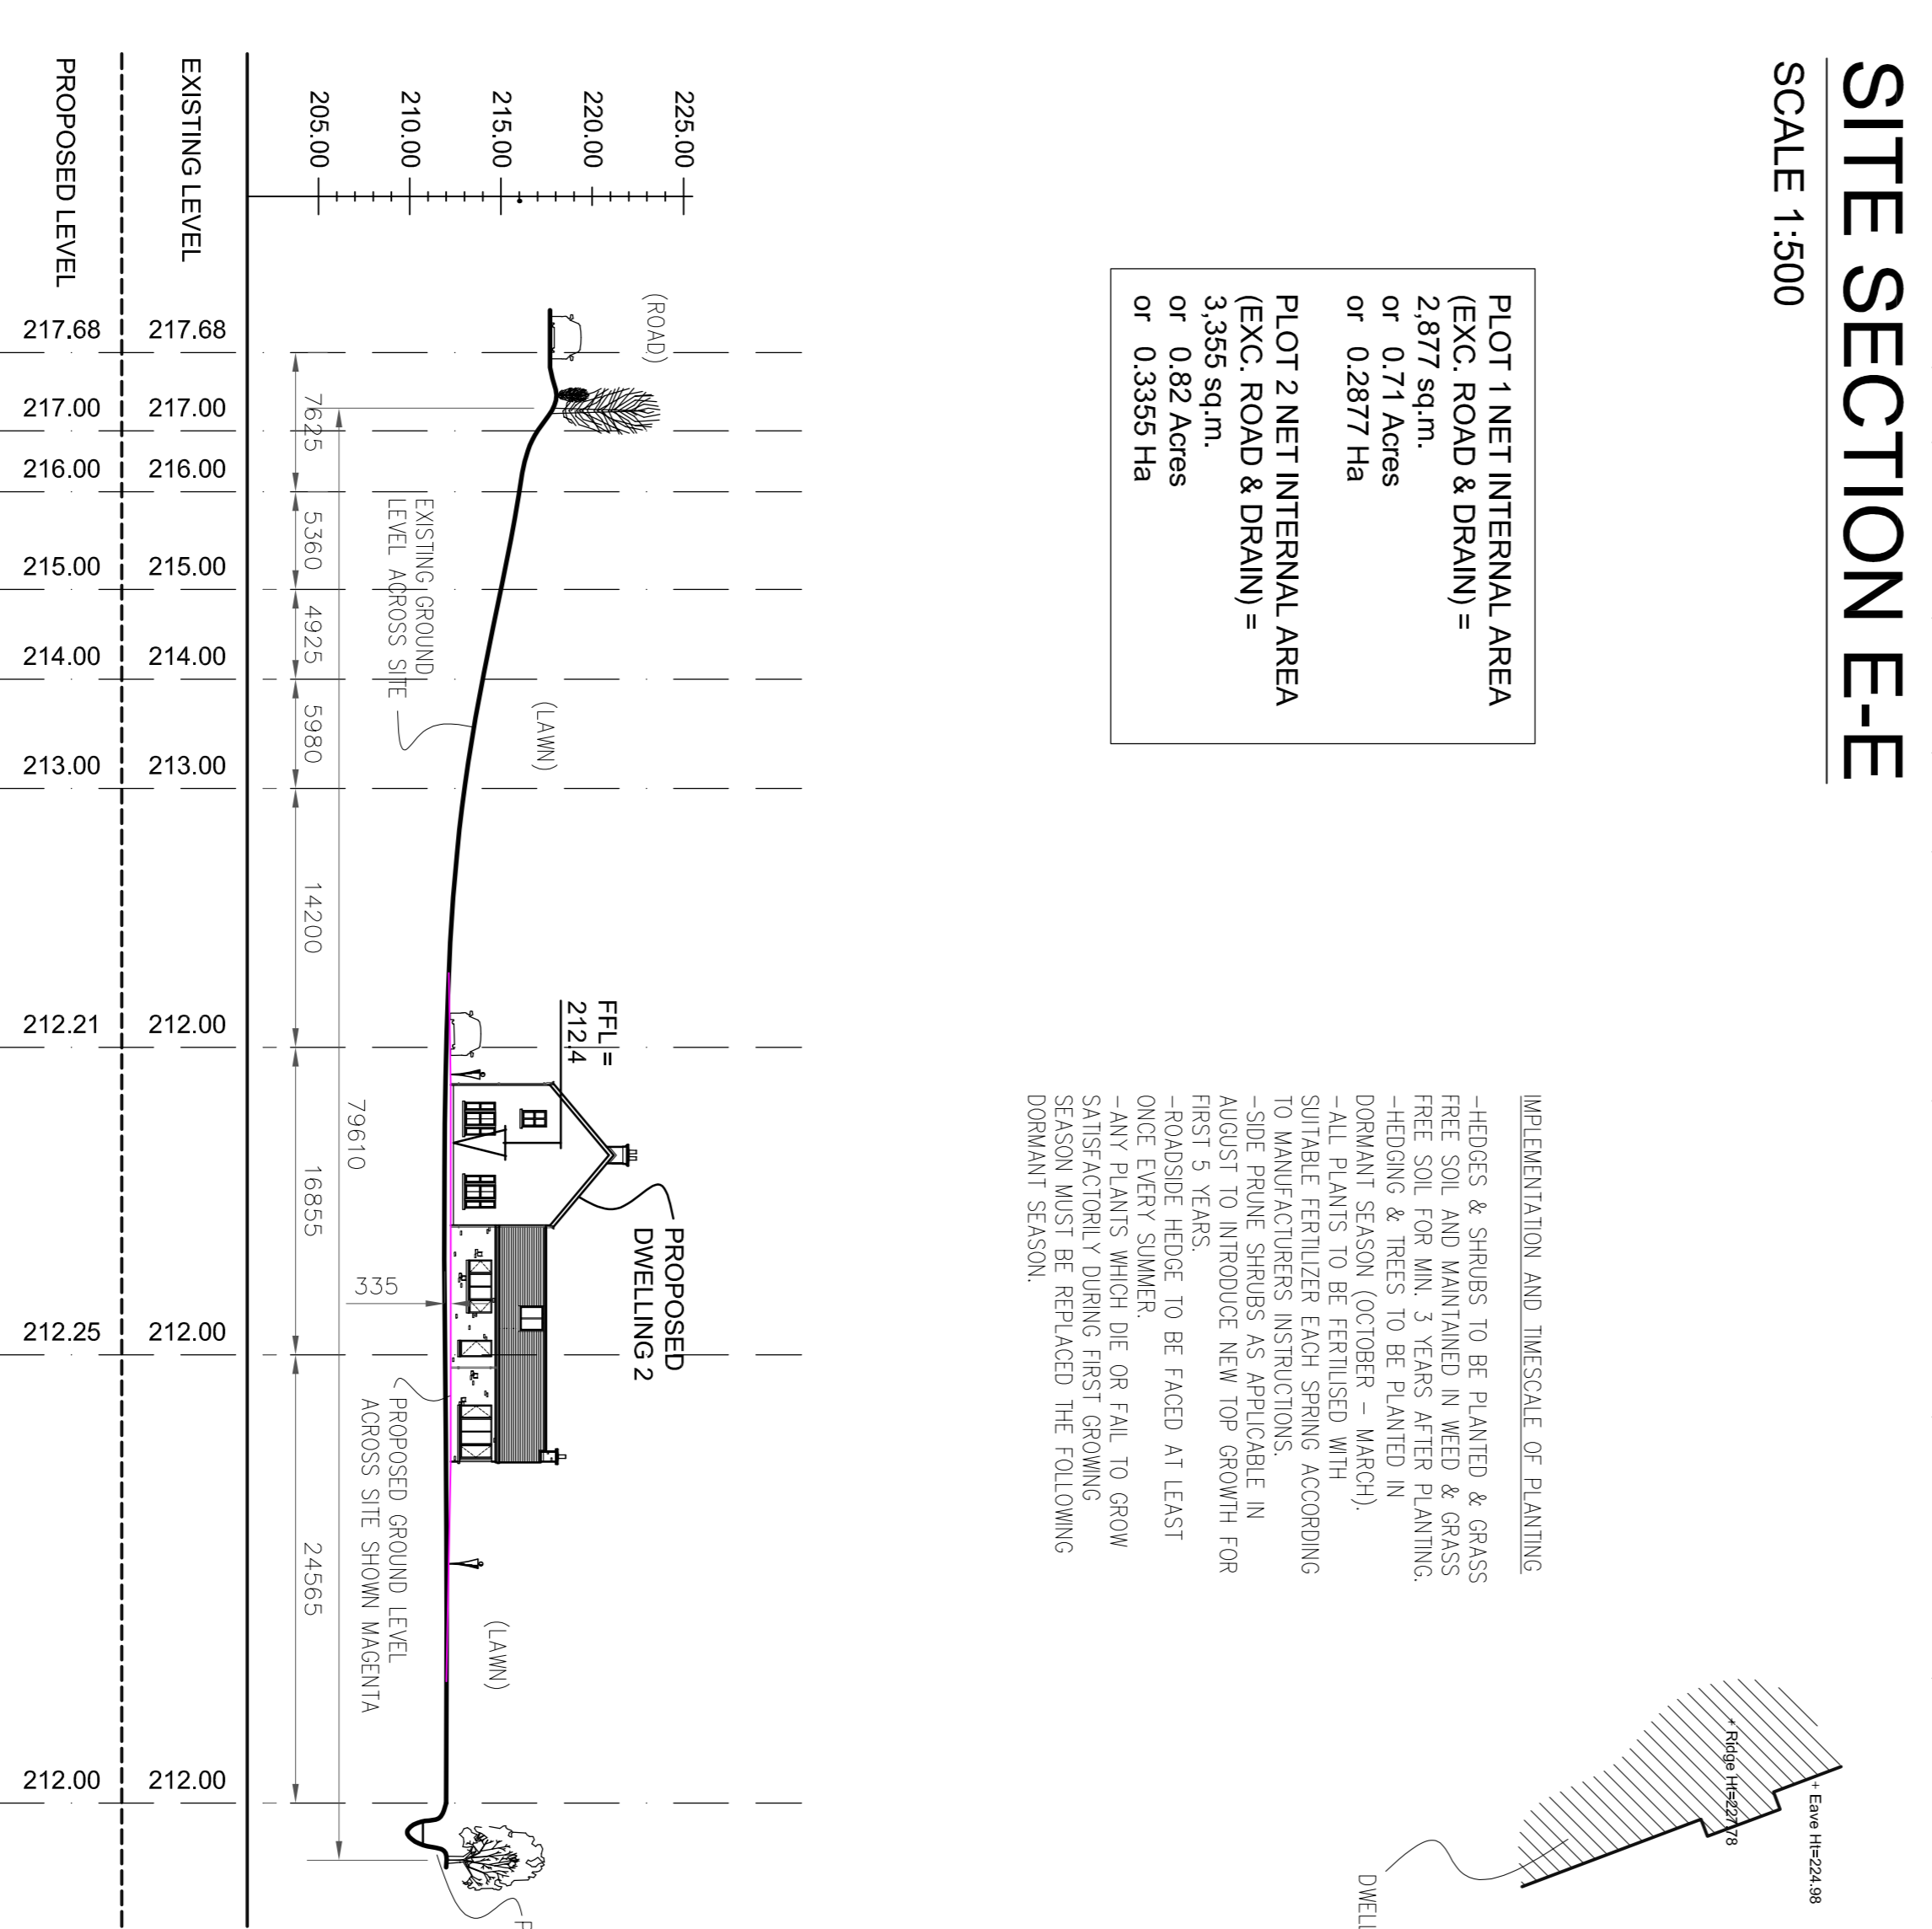 SITE SECTION E-E
SCALE 1:500
PLOT 1 NET INTERNAL AREA
(EXC. ROAD & DRAIN) =
2,877 sq.m.
or 0.71 Acres
or 0.2877 Ha
PLOT 2 NET INTERNAL AREA
(EXC. ROAD & DRAIN) =
3,355 sq.m.
or 0.82 Acres
or 0.3355 Ha
IMPLEMENTATION AND TIMESCALE OF PLANTING
-HEDGES & SHRUBS TO BE PLANTED & GRASS
FREE SOIL AND MAINTAINED IN WEED & GRASS
FREE SOIL FOR MIN. 3 YEARS AFTER PLANTING.
-HEDGING & TREES TO BE PLANTED IN
DORMANT SEASON (OCTOBER - MARCH).
-ALL PLANTS TO BE FERTILISED WITH
SUITABLE FERTILIZER EACH SPRING ACCORDING
TO MANUFACTURERS INSTRUCTIONS.
-SIDE PRUNE SHRUBS AS APPLICABLE IN
AUGUST TO INTRODUCE NEW TOP GROWTH FOR
FIRST 5 YEARS.
-ROADSIDE HEDGE TO BE FACED AT LEAST
ONCE EVERY SUMMER.
-ANY PLANTS WHICH DIE OR FAIL TO GROW
SATISFACTORILY DURING FIRST GROWING
SEASON MUST BE REPLACED THE FOLLOWING
DORMANT SEASON.
+ Eave Ht=224.98
+ Ridge Ht=227.78
DWELL
225.00
220.00
215.00
210.00
205.00
(ROAD)
(LAWN)
EXISTING GROUND
LEVEL ACROSS SITE
FFL =
212.4
PROPOSED
DWELLING 2
(LAWN)
PROPOSED GROUND LEVEL
ACROSS SITE SHOWN MAGENTA
335
79610
7625
5360
4925
5980
14200
16855
24565
EXISTING LEVEL
217.68
217.00
216.00
215.00
214.00
213.00
212.00
212.00
212.00
PROPOSED LEVEL
217.68
217.00
216.00
215.00
214.00
213.00
212.21
212.25
212.00